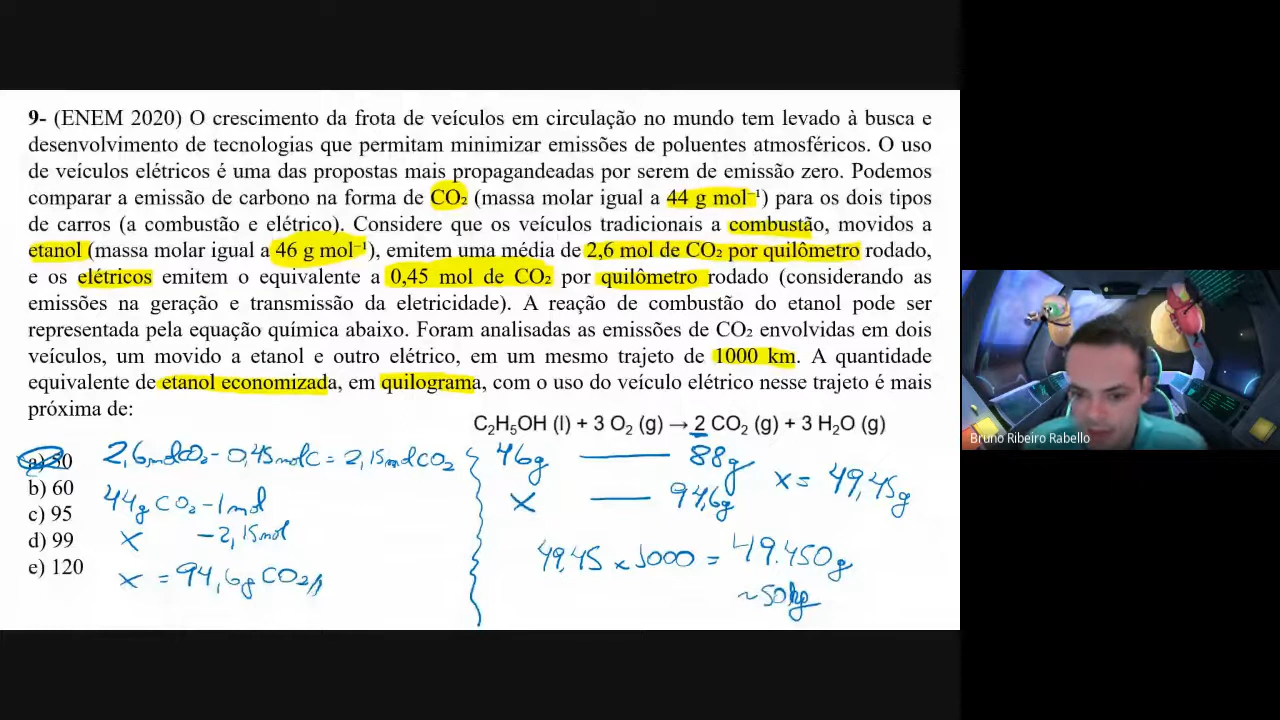 9- (ENEM 2020) O crescimento da frota de veículos em circulação no mundo tem levado à busca e
desenvolvimento de tecnologias que permitam minimizar emissões de poluentes atmosféricos. O uso
de veículos elétricos é uma das propostas mais propagandeadas por serem de emissão zero. Podemos
comparar a emissão de carbono na forma de CO₂ (massa molar igual a 44 g mol⁻¹) para os dois tipos
de carros (a combustão e elétrico). Considere que os veículos tradicionais a combustão, movidos a
etanol (massa molar igual a 46 g mol⁻¹), emitem uma média de 2,6 mol de CO₂ por quilômetro rodado,
e os elétricos emitem o equivalente a 0,45 mol de CO₂ por quilômetro rodado (considerando as
emissões na geração e transmissão da eletricidade). A reação de combustão do etanol pode ser
representada pela equação química abaixo. Foram analisadas as emissões de CO₂ envolvidas em dois
veículos, um movido a etanol e outro elétrico, em um mesmo trajeto de 1000 km. A quantidade
equivalente de etanol economizada, em quilograma, com o uso do veículo elétrico nesse trajeto é mais
próxima de:
C₂H₅OH (l) + 3 O₂ (g) → 2 CO₂ (g) + 3 H₂O (g)
a) 50
b) 60
c) 95
d) 99
e) 120
2,6molCO₂ - 0,45molC = 2,15molCO₂
44g CO₂ - 1mol
x - 2,15mol
x = 94,6g CO₂
46g — 88g
x — 94,6g
x = 49,45g
49,45 x 1000 = 49.450g
~50kg
Bruno Ribeiro Rabello